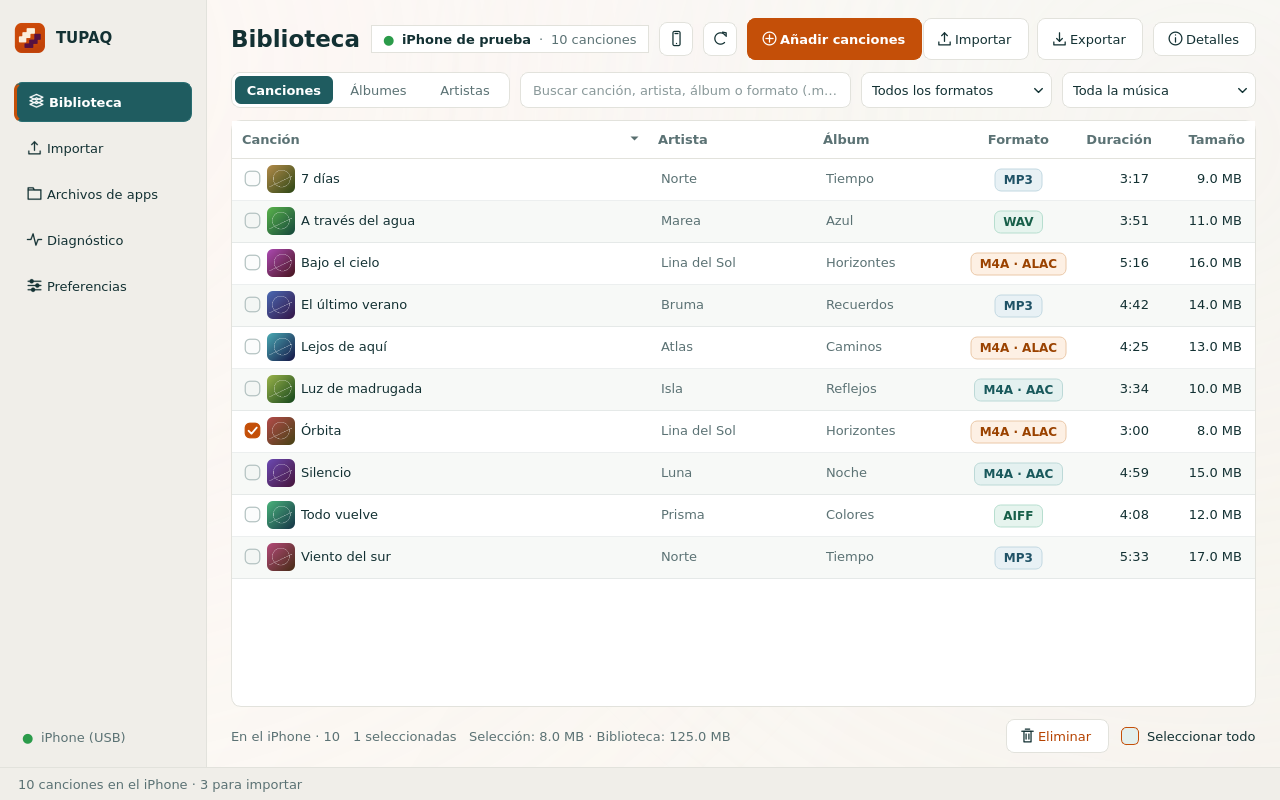 TUPAQ
Biblioteca
Importar
Archivos de apps
Diagnóstico
Preferencias
iPhone (USB)
Biblioteca
iPhone de prueba · 10 canciones
Añadir canciones
Importar
Exportar
Detalles
Canciones
Álbumes
Artistas
Buscar canción, artista, álbum o formato (.m...
Todos los formatos
Toda la música
Canción Artista Álbum Formato Duración Tamaño
7 días Norte Tiempo MP3 3:17 9.0 MB
A través del agua Marea Azul WAV 3:51 11.0 MB
Bajo el cielo Lina del Sol Horizontes M4A · ALAC 5:16 16.0 MB
El último verano Bruma Recuerdos MP3 4:42 14.0 MB
Lejos de aquí Atlas Caminos M4A · ALAC 4:25 13.0 MB
Luz de madrugada Isla Reflejos M4A · AAC 3:34 10.0 MB
Órbita Lina del Sol Horizontes M4A · ALAC 3:00 8.0 MB
Silencio Luna Noche M4A · AAC 4:59 15.0 MB
Todo vuelve Prisma Colores AIFF 4:08 12.0 MB
Viento del sur Norte Tiempo MP3 5:33 17.0 MB
En el iPhone · 10 1 seleccionadas Selección: 8.0 MB · Biblioteca: 125.0 MB
Eliminar
Seleccionar todo
10 canciones en el iPhone · 3 para importar